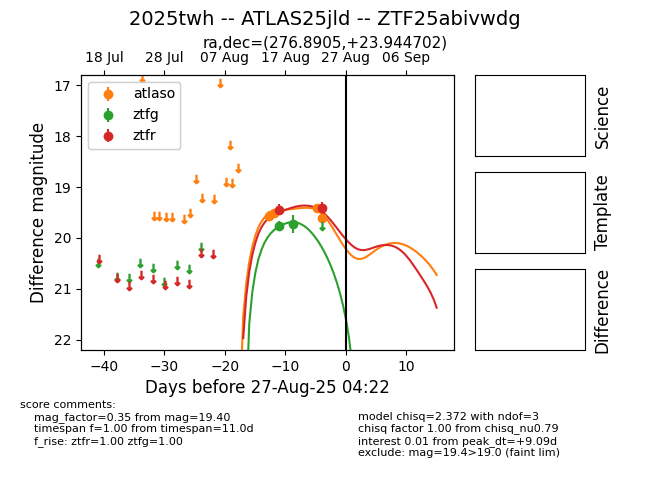 2025twh -- ATLAS25jld -- ZTF25abivwdg
ra,dec=(276.8905,+23.944702)
18 Jul 28 Jul 07 Aug 17 Aug 27 Aug 06 Sep
atlaso
ztfg
ztfr
17
18
19
20
21
22
Difference magnitude
−40 −30 −20 −10 0 10
Days before 27-Aug-25 04:22
Science
Template
Difference
score comments:
mag_factor=0.35 from mag=19.40
timespan f=1.00 from timespan=11.0d
f_rise: ztfr=1.00 ztfg=1.00
model chisq=2.372 with ndof=3
chisq factor 1.00 from chisq_nu0.79
interest 0.01 from peak_dt=+9.09d
exclude: mag=19.4>19.0 (faint lim)